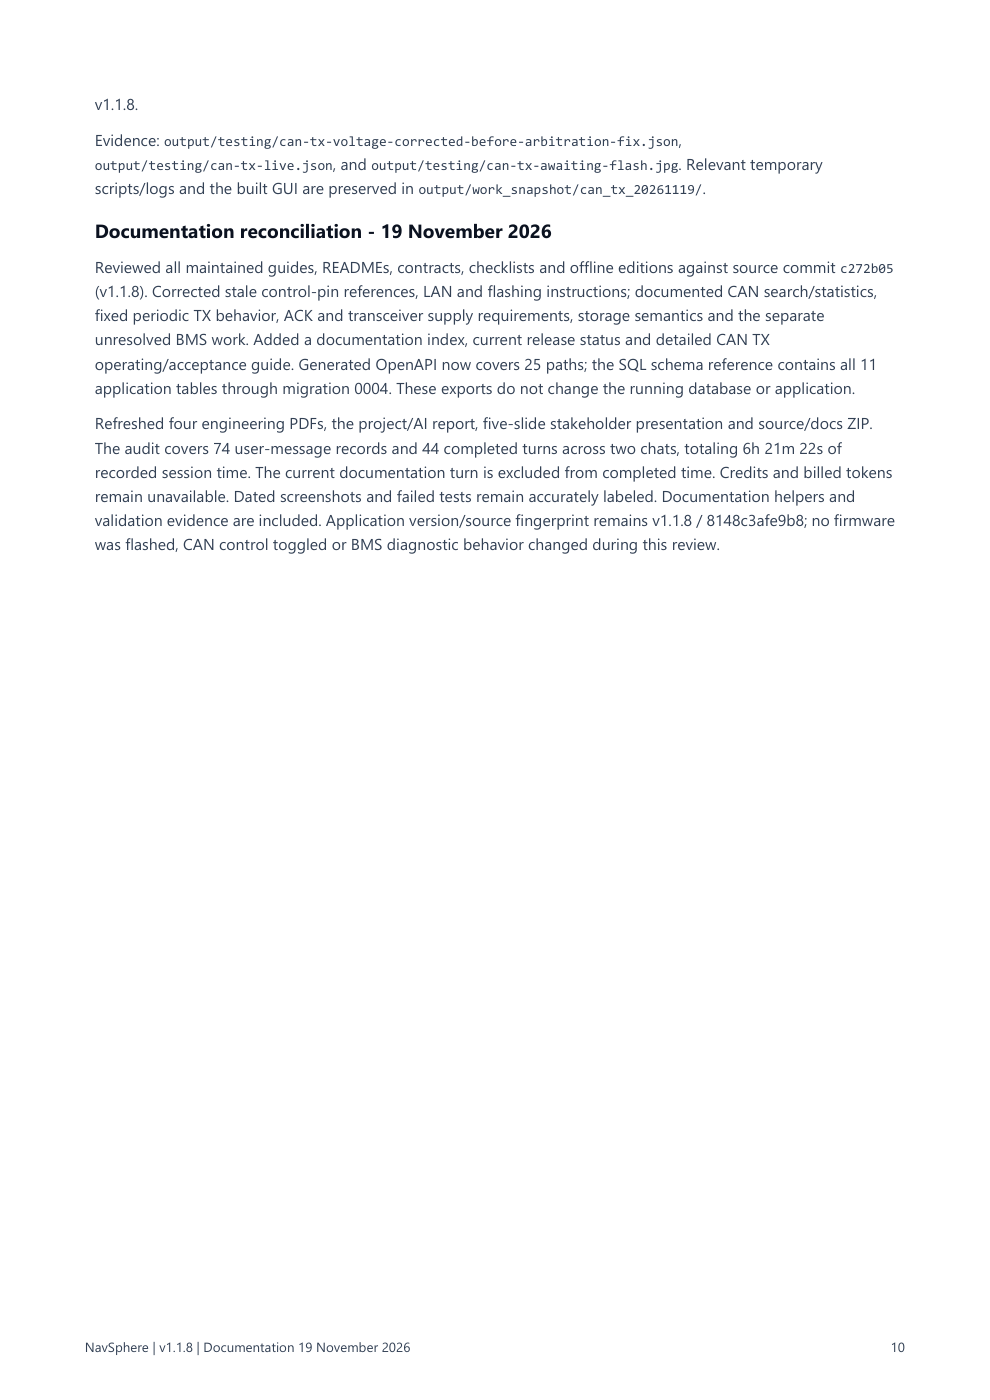 v1.1.8.
Evidence: output/testing/can-tx-voltage-corrected-before-arbitration-fix.json,
output/testing/can-tx-live.json, and output/testing/can-tx-awaiting-flash.jpg. Relevant temporary
scripts/logs and the built GUI are preserved in output/work_snapshot/can_tx_20261119/.
Documentation reconciliation - 19 November 2026
Reviewed all maintained guides, READMEs, contracts, checklists and offline editions against source commit c272b05
(v1.1.8). Corrected stale control-pin references, LAN and flashing instructions; documented CAN search/statistics,
fixed periodic TX behavior, ACK and transceiver supply requirements, storage semantics and the separate
unresolved BMS work. Added a documentation index, current release status and detailed CAN TX
operating/acceptance guide. Generated OpenAPI now covers 25 paths; the SQL schema reference contains all 11
application tables through migration 0004. These exports do not change the running database or application.
Refreshed four engineering PDFs, the project/AI report, five-slide stakeholder presentation and source/docs ZIP.
The audit covers 74 user-message records and 44 completed turns across two chats, totaling 6h 21m 22s of
recorded session time. The current documentation turn is excluded from completed time. Credits and billed tokens
remain unavailable. Dated screenshots and failed tests remain accurately labeled. Documentation helpers and
validation evidence are included. Application version/source fingerprint remains v1.1.8 / 8148c3afe9b8; no firmware
was flashed, CAN control toggled or BMS diagnostic behavior changed during this review.
NavSphere | v1.1.8 | Documentation 19 November 2026
10